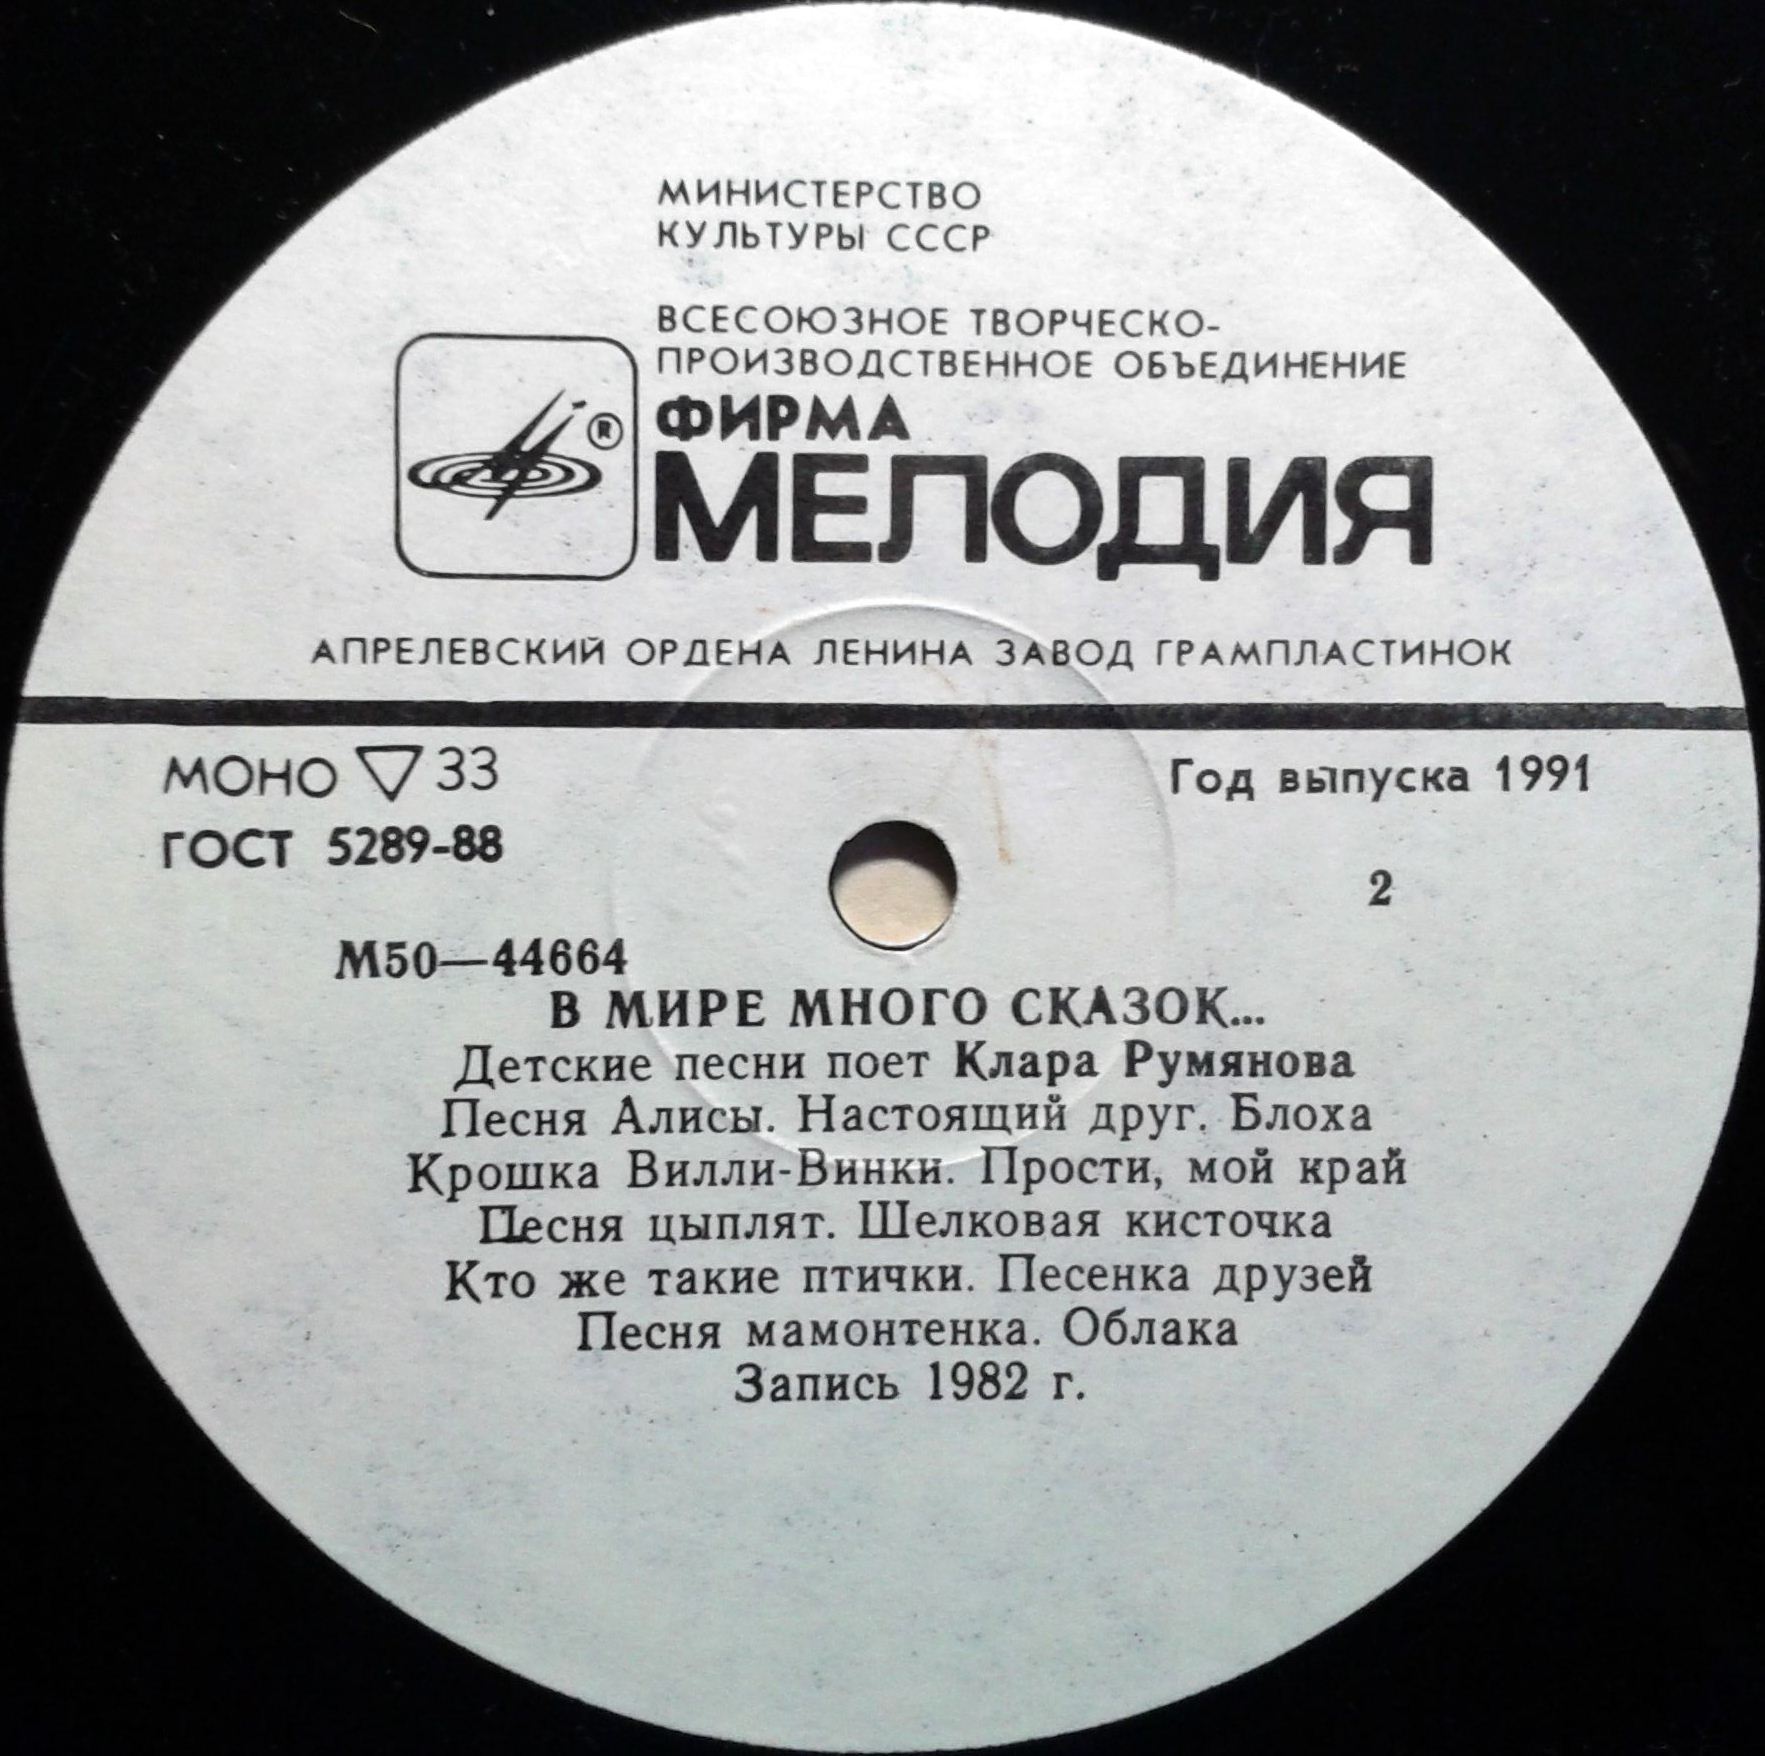 МИНИСТЕРСТВО
КУЛЬТУРЫ СССР
ВСЕСОЮЗНОЕ ТВОРЧЕСКО-
ПРОИЗВОДСТВЕННОЕ ОБЪЕДИНЕНИЕ
ФИРМА
®
МЕЛОДИЯ
АПРЕЛЕВСКИЙ ОРДЕНА ЛЕНИНА ЗАВОД ГРАМПЛАСТИНОК
МОНО ▽ 33
Год выпуска 1991
ГОСТ 5289-88
2
М50—44664
В МИРЕ МНОГО СКАЗОК...
Детские песни поет Клара Румянова
Песня Алисы. Настоящий друг. Блоха
Крошка Вилли-Винки. Прости, мой край
Песня цыплят. Шелковая кисточка
Кто же такие птички. Песенка друзей
Песня мамонтенка. Облака
Запись 1982 г.